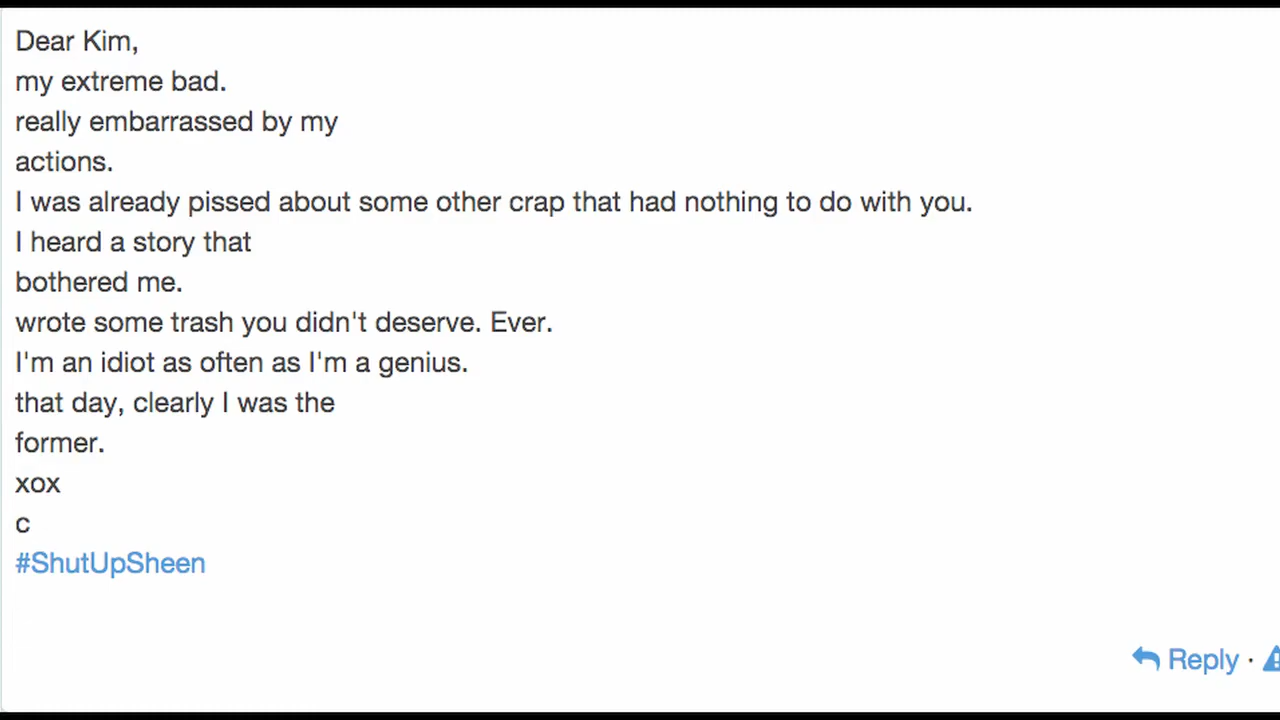 Dear Kim,
my extreme bad.
really embarrassed by my
actions.
I was already pissed about some other crap that had nothing to do with you.
I heard a story that
bothered me.
wrote some trash you didn't deserve. Ever.
I'm an idiot as often as I'm a genius.
that day, clearly I was the
former.
xox
c
#ShutUpSheen
Reply ·